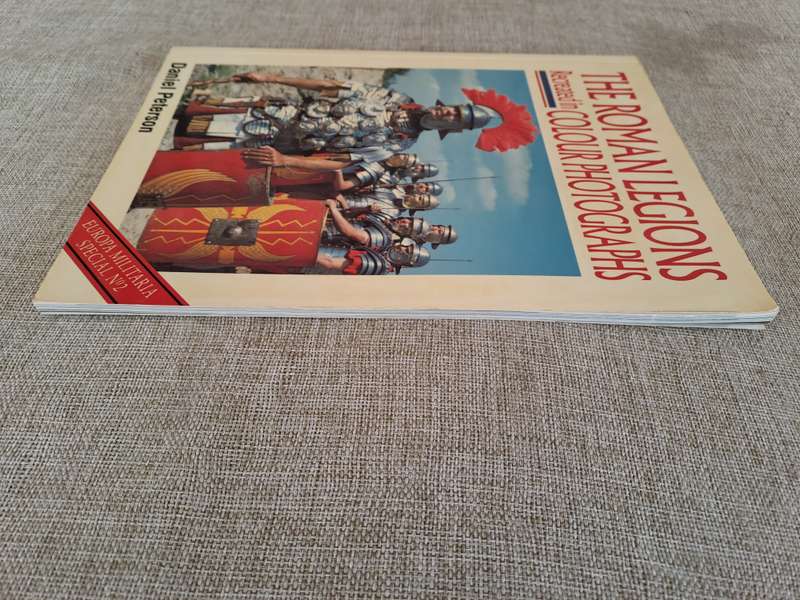 THE ROMAN LEGIONS
Recreated in COLOUR PHOTOGRAPHS
EUROPA MILITARIA
SPECIAL Nº2
Daniel Peterson